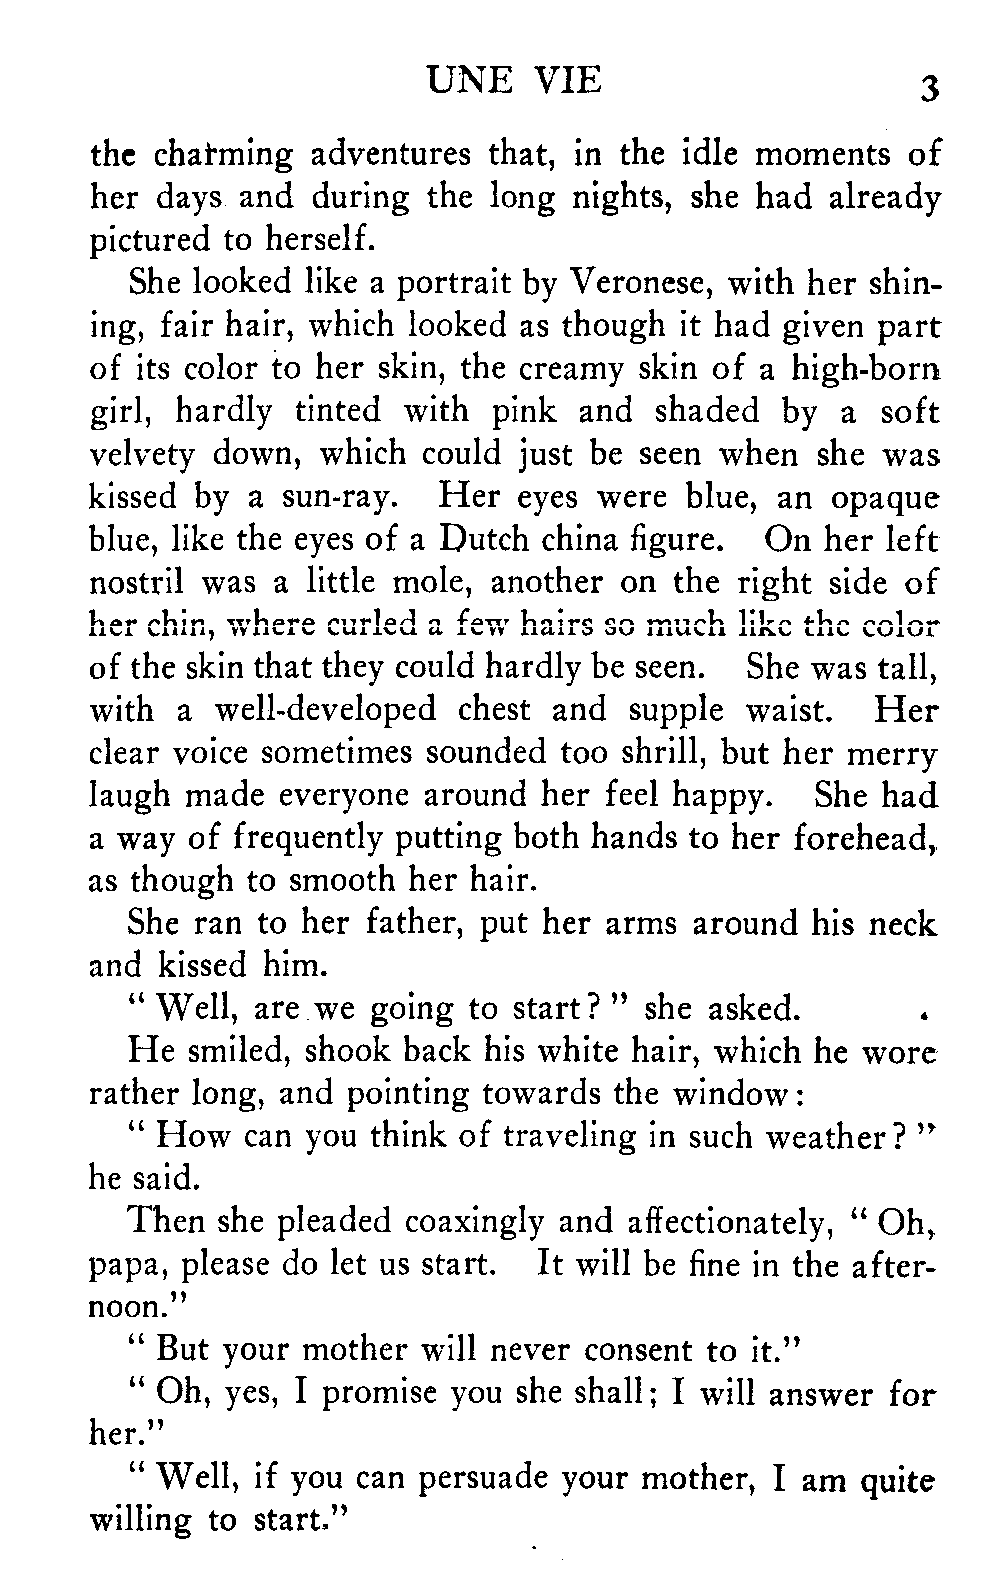 UNE VIE 3
the charming adventures that, in the idle moments of
her days and during the long nights, she had already
pictured to herself.
She looked like a portrait by Veronese, with her shin-
ing, fair hair, which looked as though it had given part
of its color to her skin, the creamy skin of a high-born
girl, hardly tinted with pink and shaded by a soft
velvety down, which could just be seen when she was
kissed by a sun-ray. Her eyes were blue, an opaque
blue, like the eyes of a Dutch china figure. On her left
nostril was a little mole, another on the right side of
her chin, where curled a few hairs so much like the color
of the skin that they could hardly be seen. She was tall,
with a well-developed chest and supple waist. Her
clear voice sometimes sounded too shrill, but her merry
laugh made everyone around her feel happy. She had
a way of frequently putting both hands to her forehead,
as though to smooth her hair.
She ran to her father, put her arms around his neck
and kissed him.
“ Well, are we going to start? ” she asked.
He smiled, shook back his white hair, which he wore
rather long, and pointing towards the window:
“ How can you think of traveling in such weather? ”
he said.
Then she pleaded coaxingly and affectionately, “ Oh,
papa, please do let us start. It will be fine in the after-
noon.”
“ But your mother will never consent to it.”
“ Oh, yes, I promise you she shall; I will answer for
her.”
“ Well, if you can persuade your mother, I am quite
willing to start.”